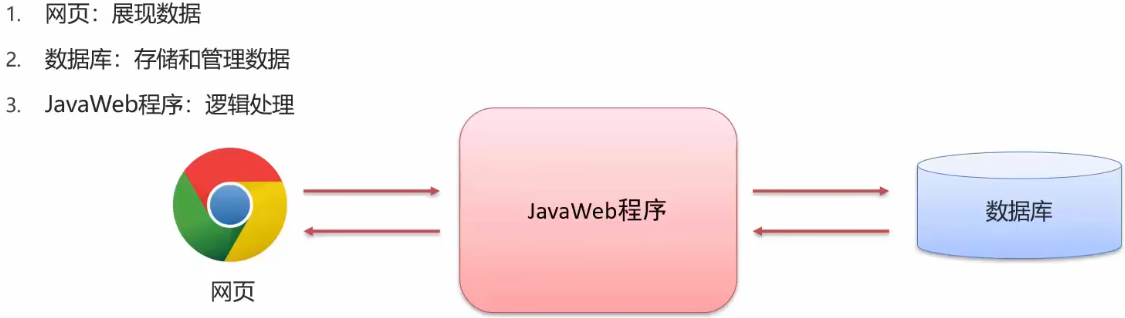 1. 网页：展现数据
2. 数据库：存储和管理数据
3. JavaWeb程序：逻辑处理
JavaWeb程序
数据库
网页